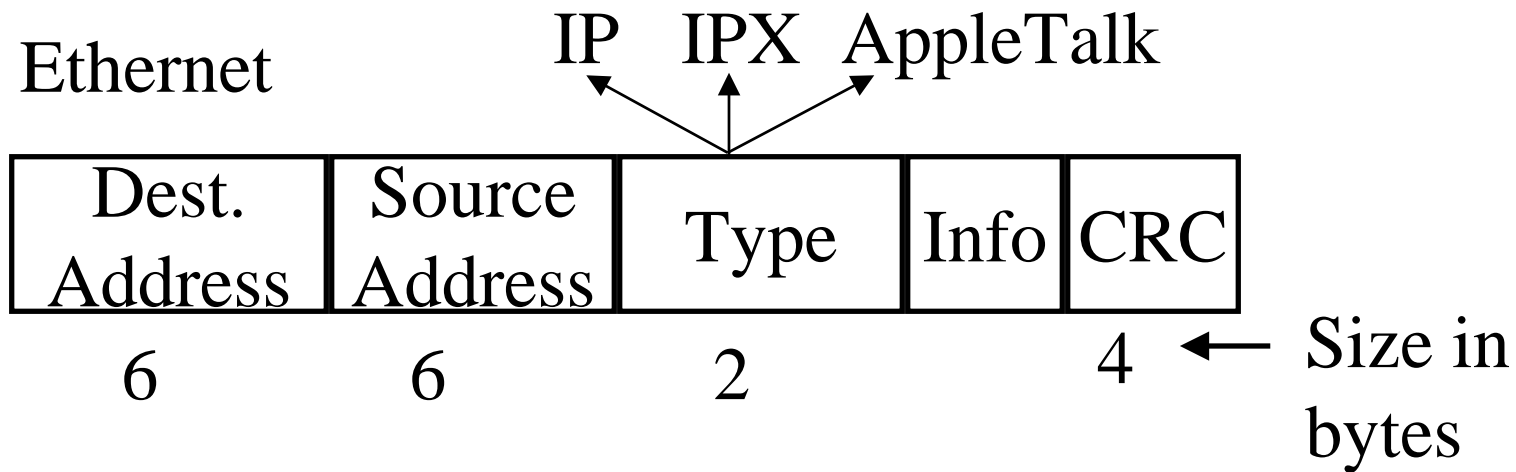 Ethernet
IP IPX AppleTalk
Dest.
Address
Source
Address
Type
Info
CRC
6 6 2 4
Size in
bytes